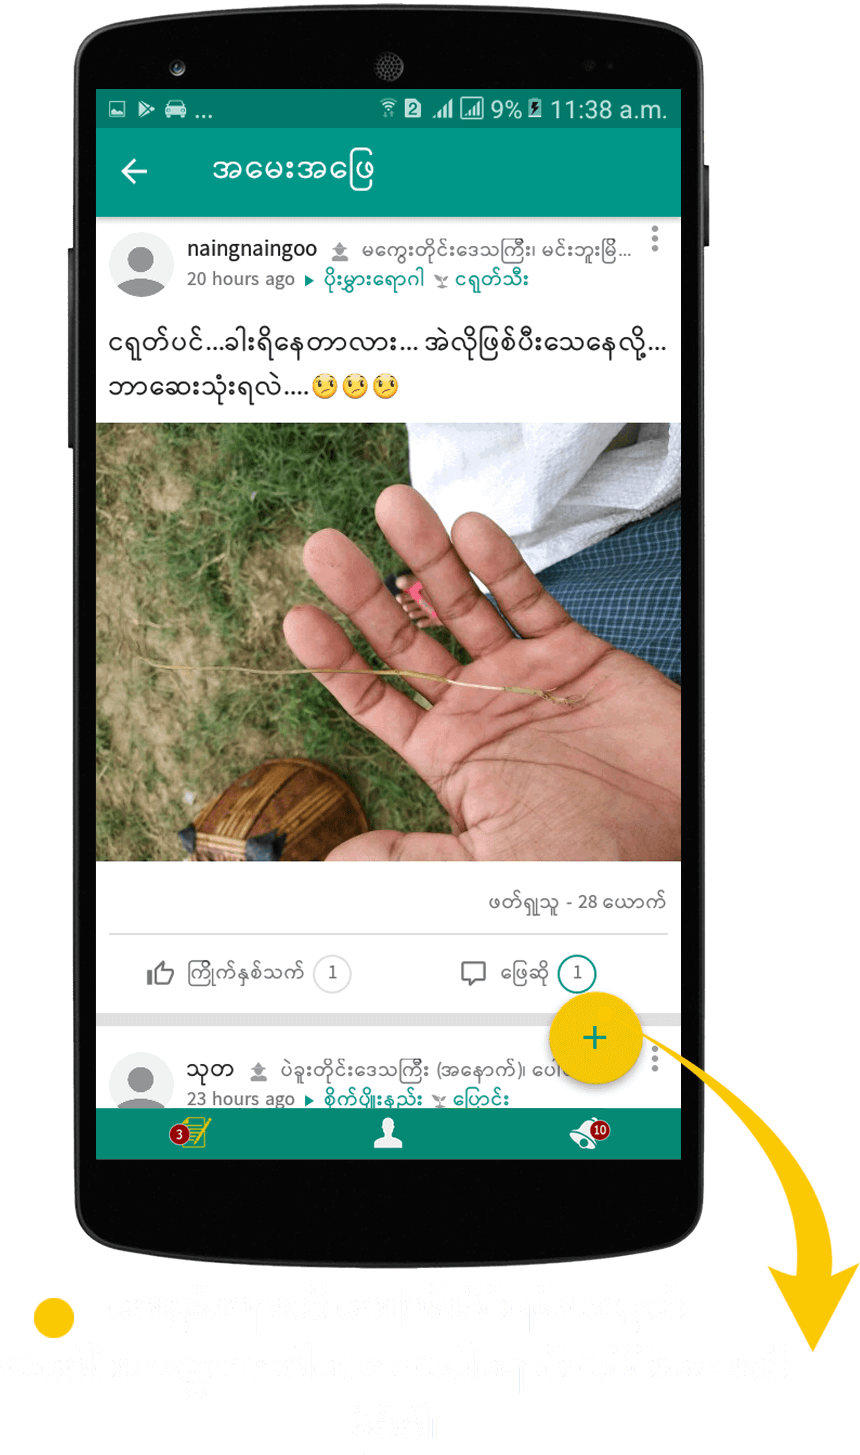 ... 2 9% 11:38 a.m.
အမေးအဖြေ
naingnaingoo မကွေးတိုင်းဒေသကြီး၊ မင်းဘူးမြို...
20 hours ago ▸ ပိုးမွှားရောဂါ ငရုတ်သီး
ငရုတ်ပင်...ခါးရိနေတာလား... အဲလိုဖြစ်ပီးသေနေလို့...
ဘာဆေးသုံးရလဲ....
ဖတ်ရှုသူ - 28 ယောက်
ကြိုက်နှစ်သက် 1 ဖြေဆို 1
+
သုတ ပဲခူးတိုင်းဒေသကြီး (အနောက်)၊
23 hours ago ▸ စိုက်ပျိုးနည်း ပြောင်း
3 10